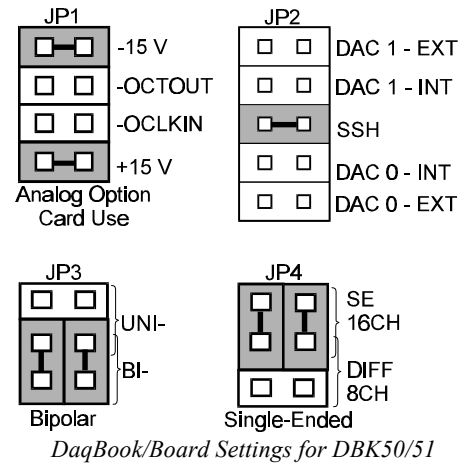 JP1
-15 V
-OCTOUT
-OCLKIN
+15 V
Analog Option
Card Use
JP2
DAC 1 - EXT
DAC 1 - INT
SSH
DAC 0 - INT
DAC 0 - EXT
JP3
UNI-
BI-
Bipolar
JP4
SE
16CH
DIFF
8CH
Single-Ended
DaqBook/Board Settings for DBK50/51